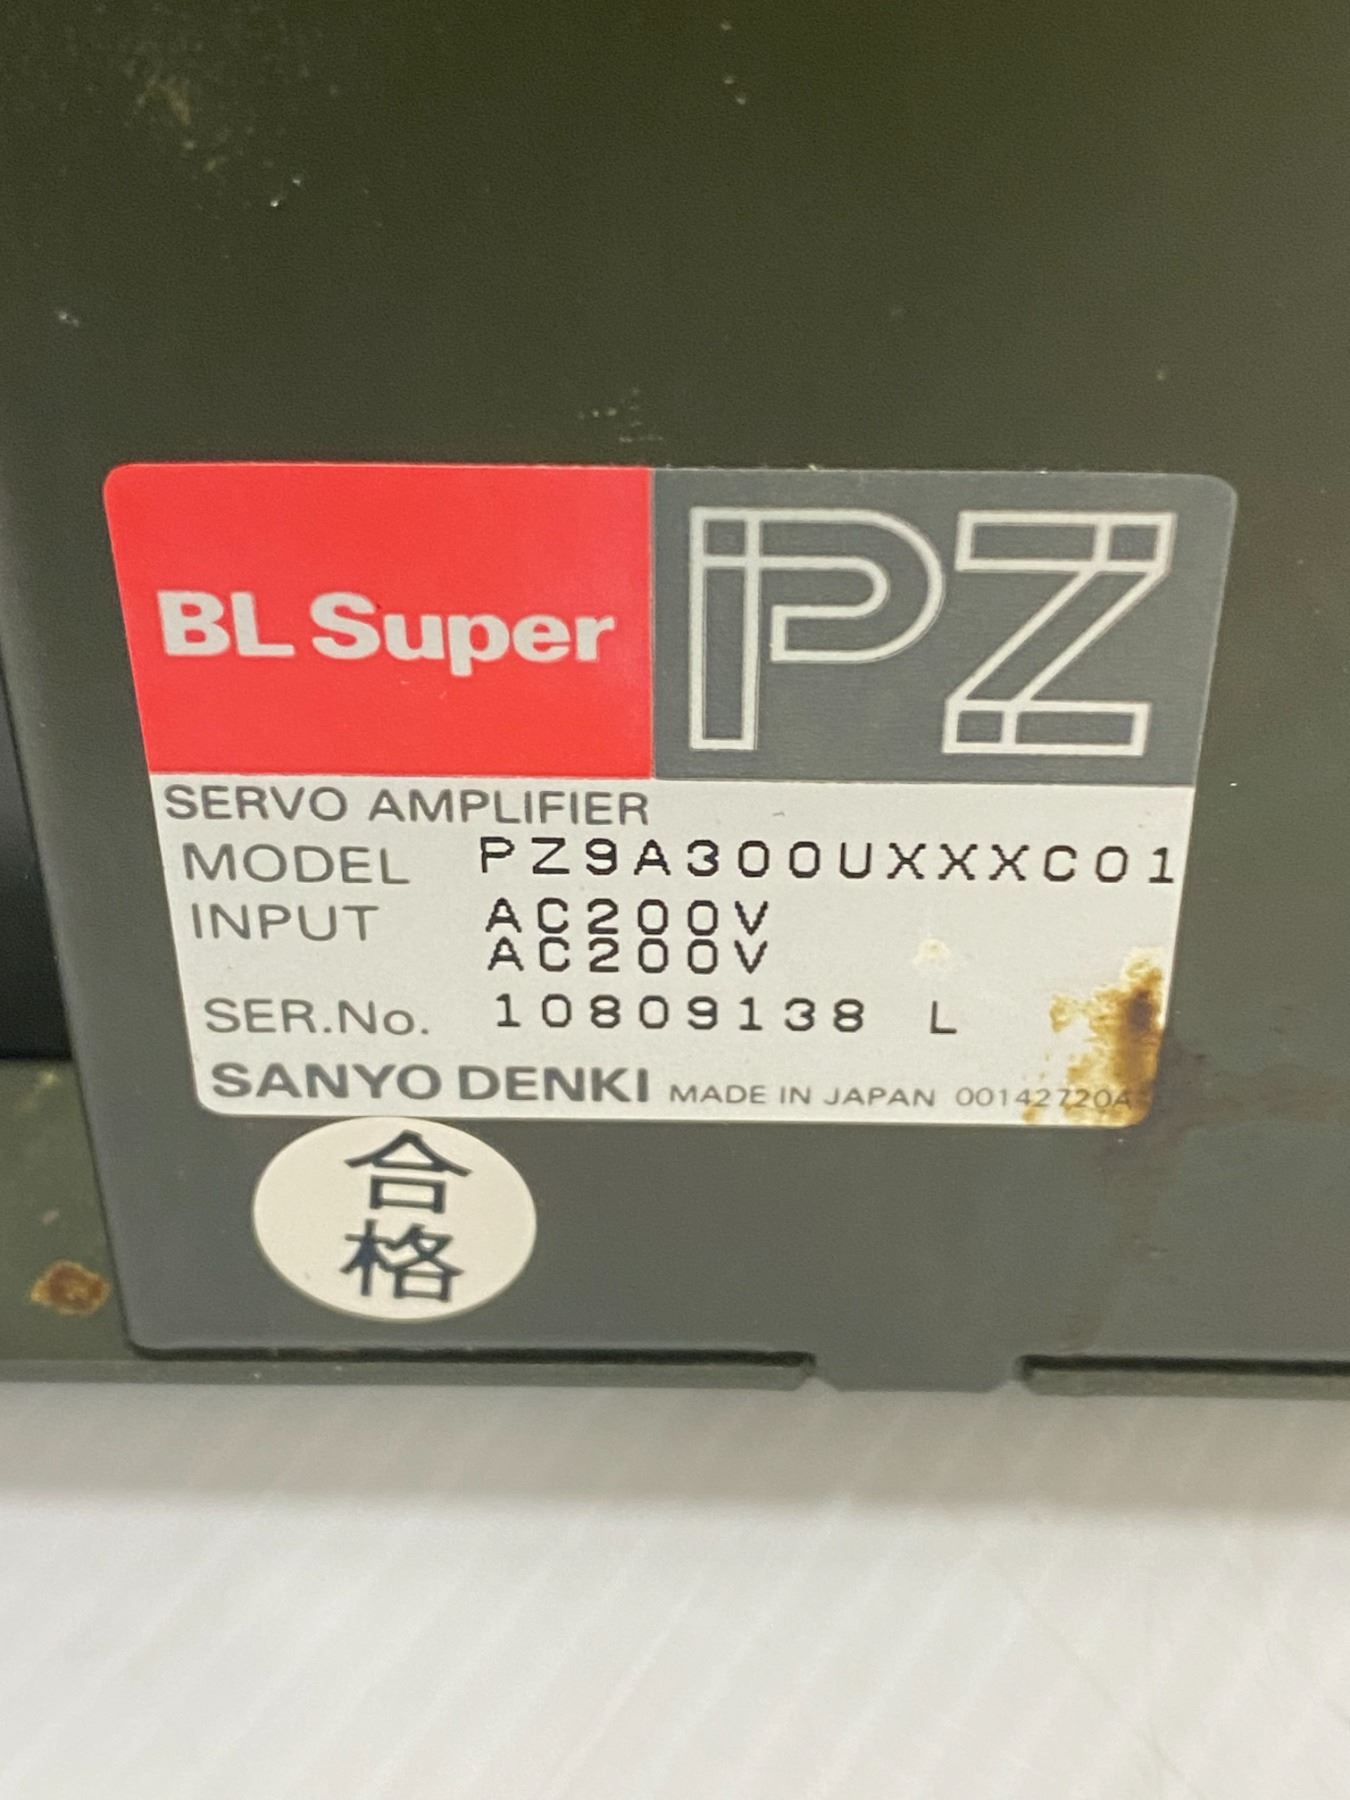 BL Super PZ
SERVO AMPLIFIER
MODEL PZ9A300UXXXC01
INPUT AC200V
AC200V
SER.No. 10809138 L
SANYO DENKI MADE IN JAPAN 00142720A
合
格